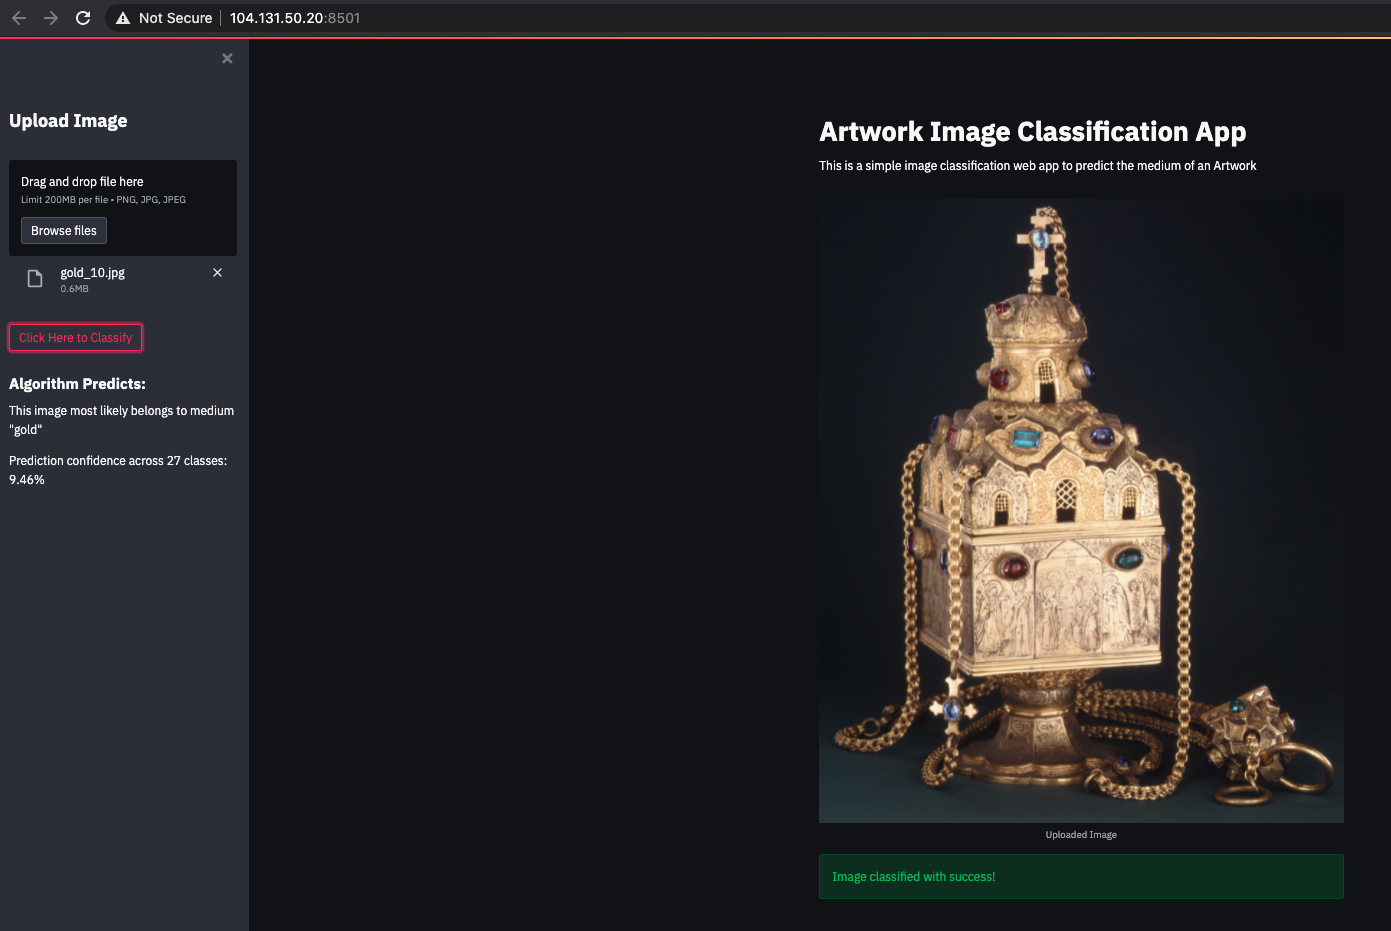 Not Secure
104.131.50.20:8501
Upload Image
Drag and drop file here
Limit 200MB per file • PNG, JPG, JPEG
Browse files
gold_10.jpg
0.6MB
Click Here to Classify
Algorithm Predicts:
This image most likely belongs to medium
"gold"
Prediction confidence across 27 classes:
9.46%
Artwork Image Classification App
This is a simple image classification web app to predict the medium of an Artwork
Uploaded Image
Image classified with success!